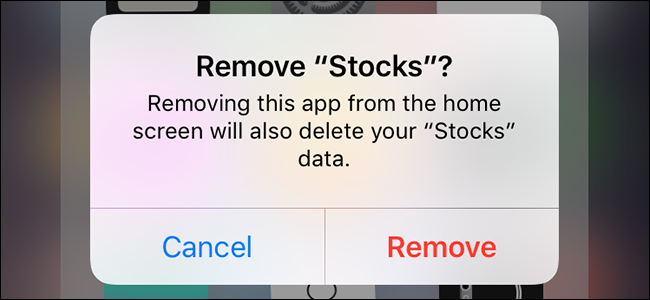 Remove “Stocks”?
Removing this app from the home
screen will also delete your “Stocks”
data.
Cancel Remove